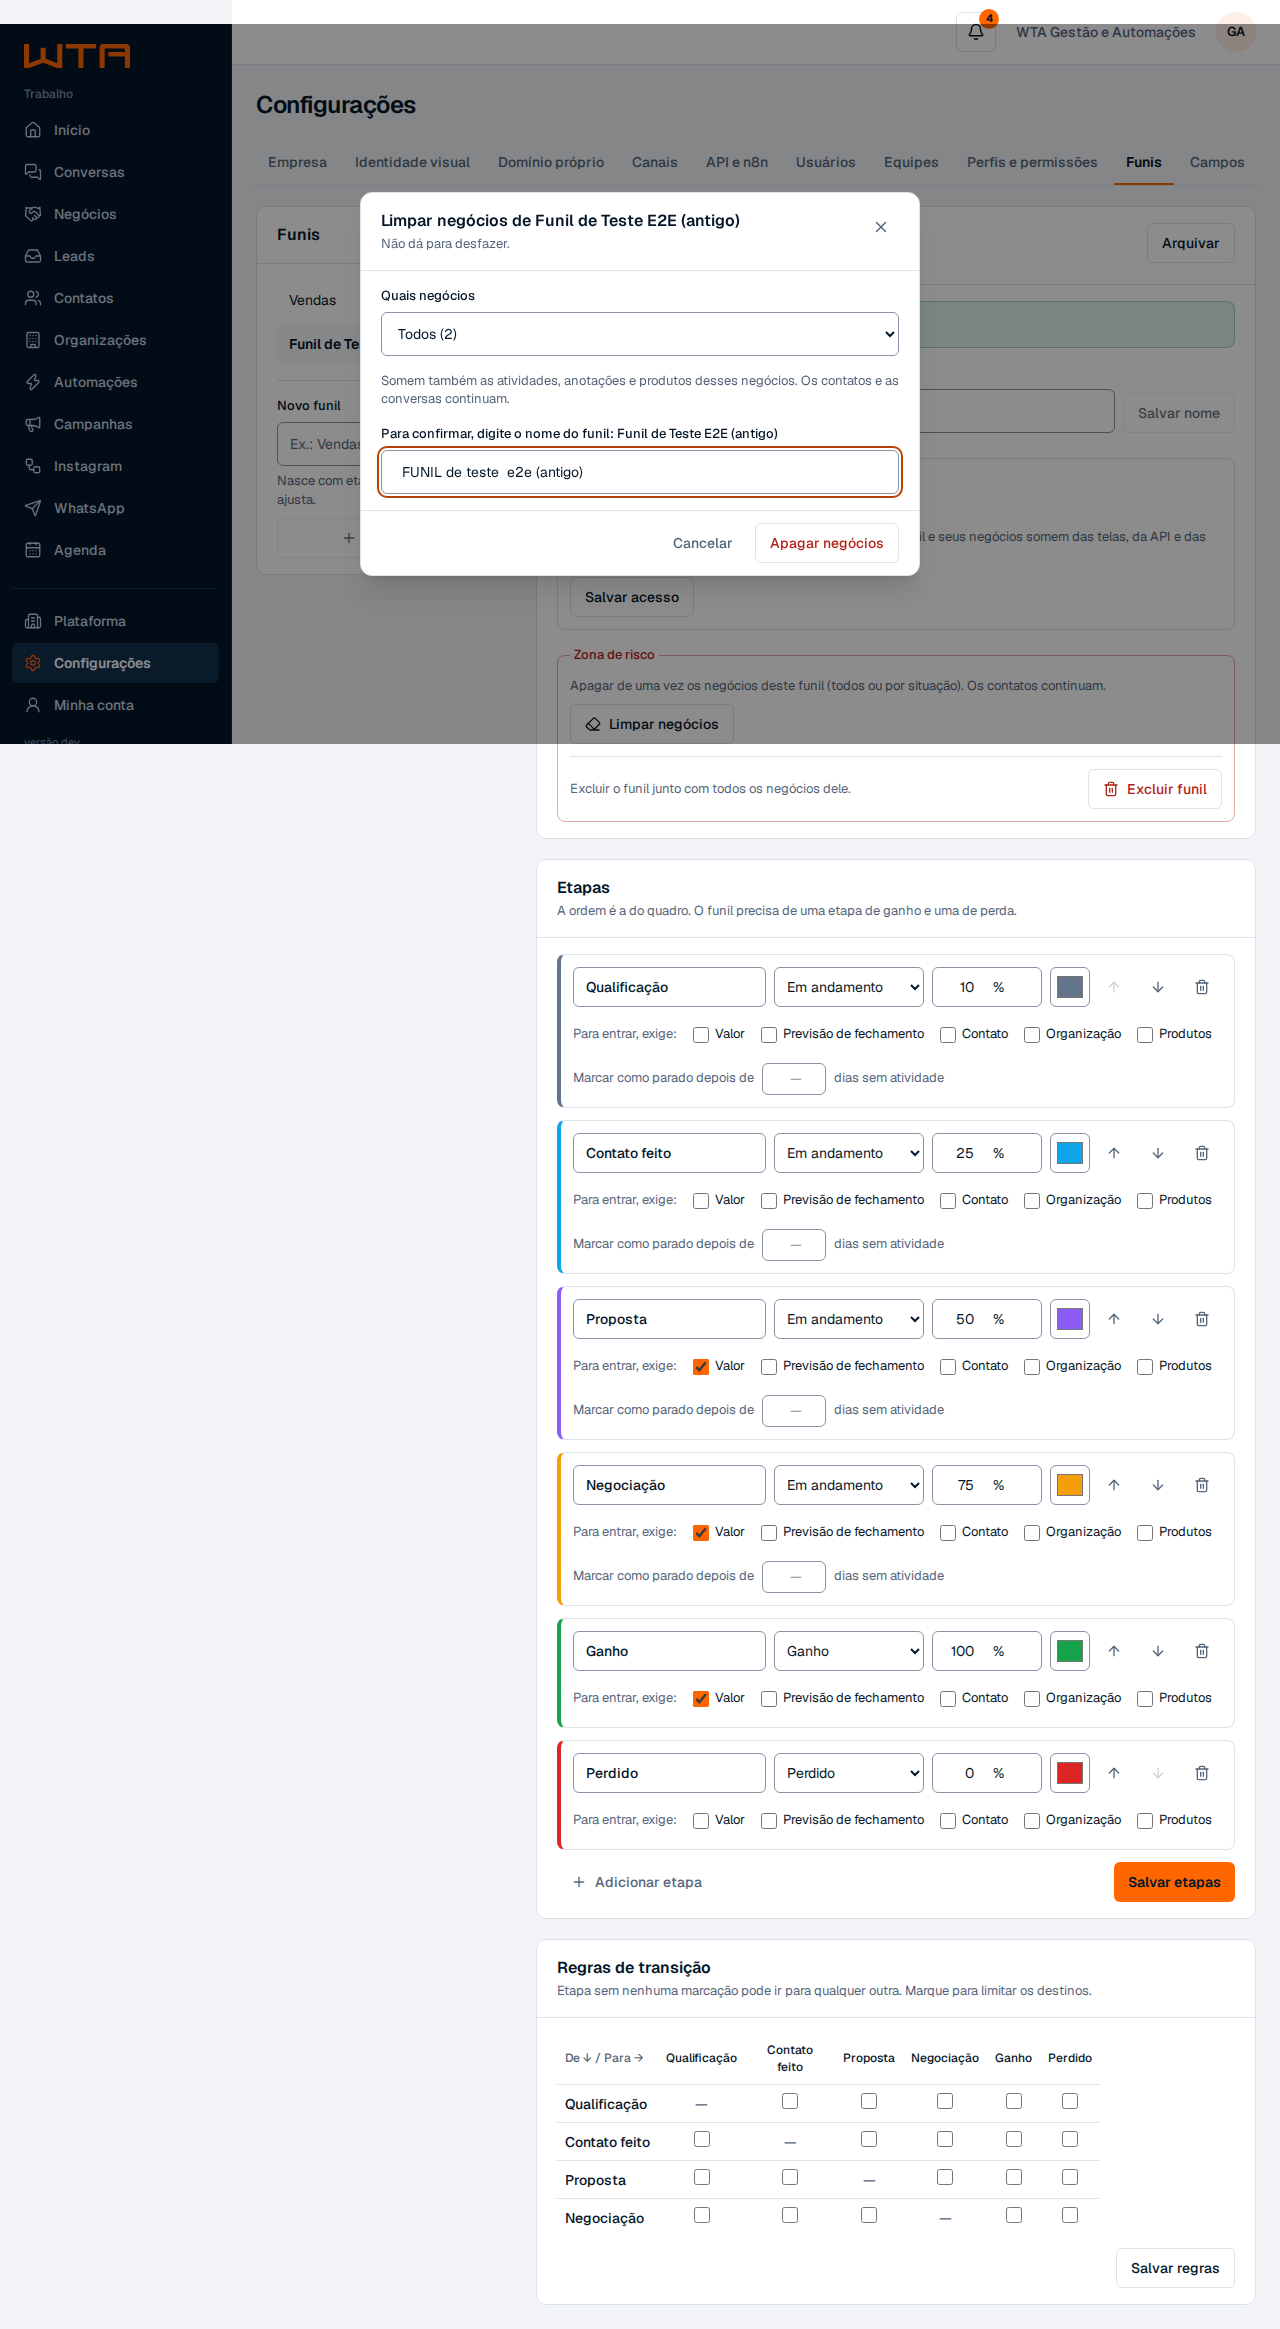 4
WTA Gestão e Automações
GA
WTA
Trabalho
Início
Conversas
Negócios
Leads
Contatos
Organizações
Automações
Campanhas
Instagram
WhatsApp
Agenda
Plataforma
Configurações
Minha conta
versão dev
Configurações
Empresa Identidade visual Domínio próprio Canais API e n8n Usuários Equipes Perfis e permissões Funis Campos
Funis
Vendas
Funil de Te
Novo funil
Ex.: Vendas
Nasce com eta
ajusta.
Arquivar
Salvar nome
il e seus negócios somem das telas, da API e das
Salvar acesso
Limpar negócios de Funil de Teste E2E (antigo)
Não dá para desfazer.
Quais negócios
Todos (2)
Somem também as atividades, anotações e produtos desses negócios. Os contatos e as
conversas continuam.
Para confirmar, digite o nome do funil: Funil de Teste E2E (antigo)
FUNIL de teste  e2e (antigo)
Cancelar
Apagar negócios
Zona de risco
Apagar de uma vez os negócios deste funil (todos ou por situação). Os contatos continuam.
Limpar negócios
Excluir o funil junto com todos os negócios dele.
Excluir funil
Etapas
A ordem é a do quadro. O funil precisa de uma etapa de ganho e uma de perda.
Qualificação Em andamento 10 %
Para entrar, exige: Valor Previsão de fechamento Contato Organização Produtos
Marcar como parado depois de — dias sem atividade
Contato feito Em andamento 25 %
Para entrar, exige: Valor Previsão de fechamento Contato Organização Produtos
Marcar como parado depois de — dias sem atividade
Proposta Em andamento 50 %
Para entrar, exige: Valor Previsão de fechamento Contato Organização Produtos
Marcar como parado depois de — dias sem atividade
Negociação Em andamento 75 %
Para entrar, exige: Valor Previsão de fechamento Contato Organização Produtos
Marcar como parado depois de — dias sem atividade
Ganho Ganho 100 %
Para entrar, exige: Valor Previsão de fechamento Contato Organização Produtos
Perdido Perdido 0 %
Para entrar, exige: Valor Previsão de fechamento Contato Organização Produtos
Adicionar etapa
Salvar etapas
Regras de transição
Etapa sem nenhuma marcação pode ir para qualquer outra. Marque para limitar os destinos.
De ↓ / Para → Qualificação Contato feito Proposta Negociação Ganho Perdido
Qualificação —
Contato feito —
Proposta —
Negociação —
Salvar regras